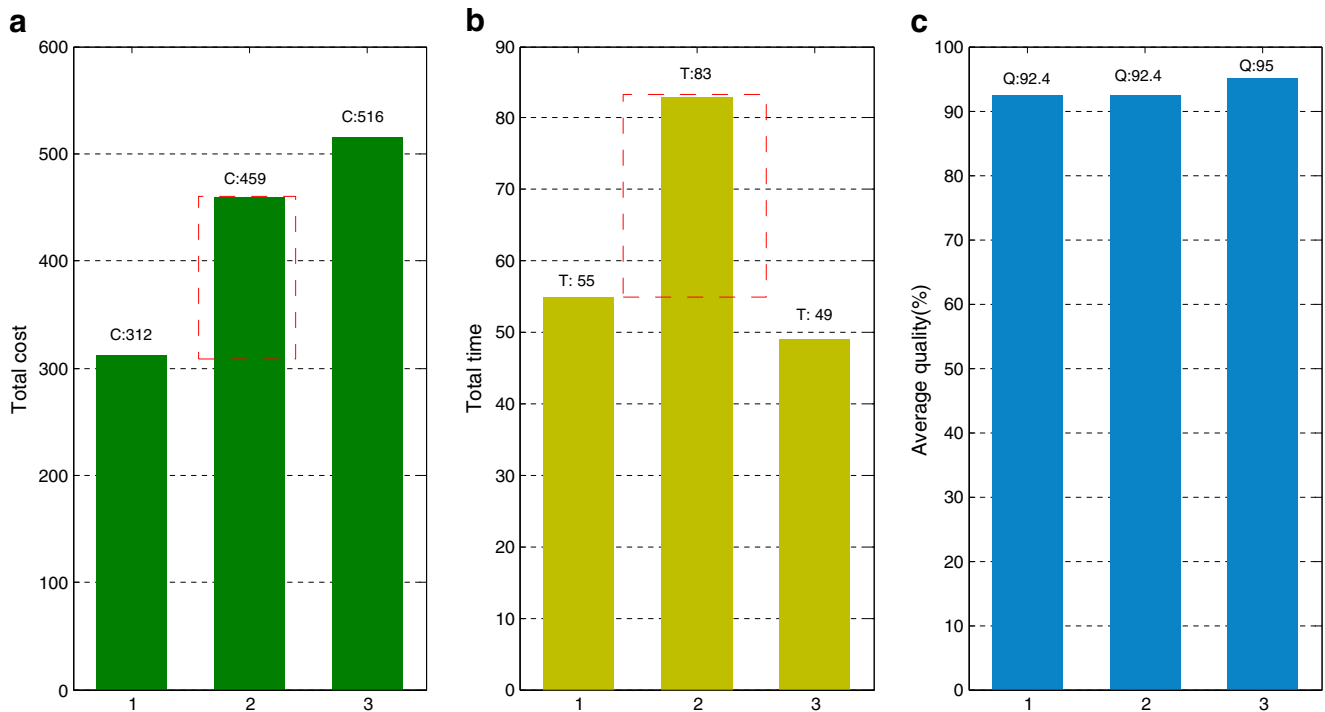 a
600
500
400
300
200
100
0
Total cost
C:312
C:459
C:516
1 2 3
b
90
80
70
60
50
40
30
20
10
0
Total time
T: 55
T:83
T: 49
1 2 3
c
100
90
80
70
60
50
40
30
20
10
0
Average quality(%)
Q:92.4
Q:92.4
Q:95
1 2 3